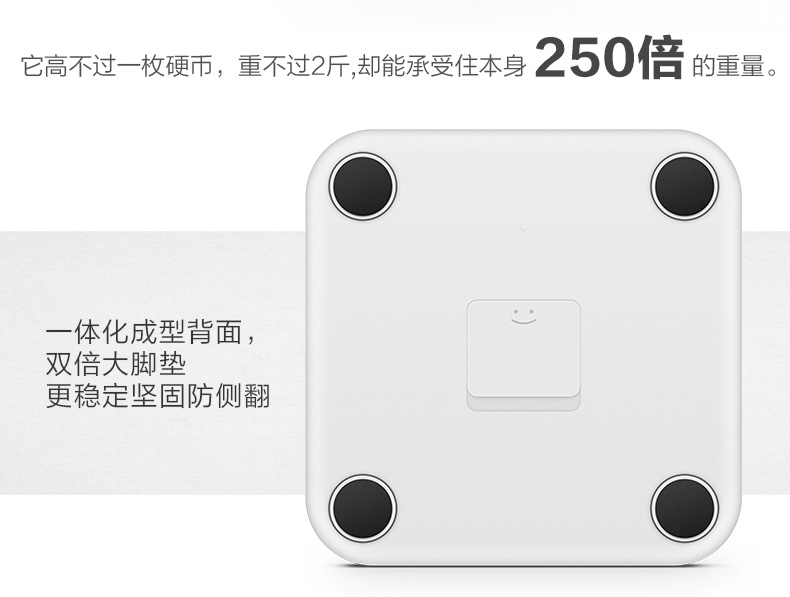 它高不过一枚硬币，重不过2斤,却能承受住本身250倍的重量。
一体化成型背面，
双倍大脚垫
更稳定坚固防侧翻